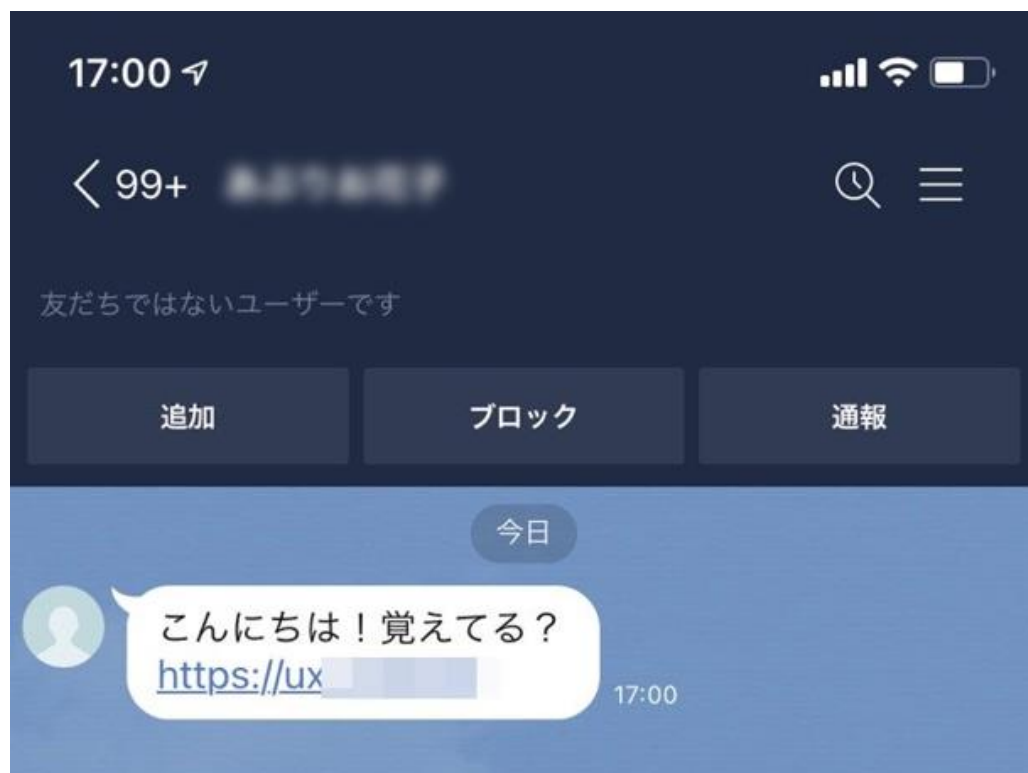 17:00
99+
友だちではないユーザーです
追加 ブロック 通報
今日
こんにちは！覚えてる？
https://ux
17:00